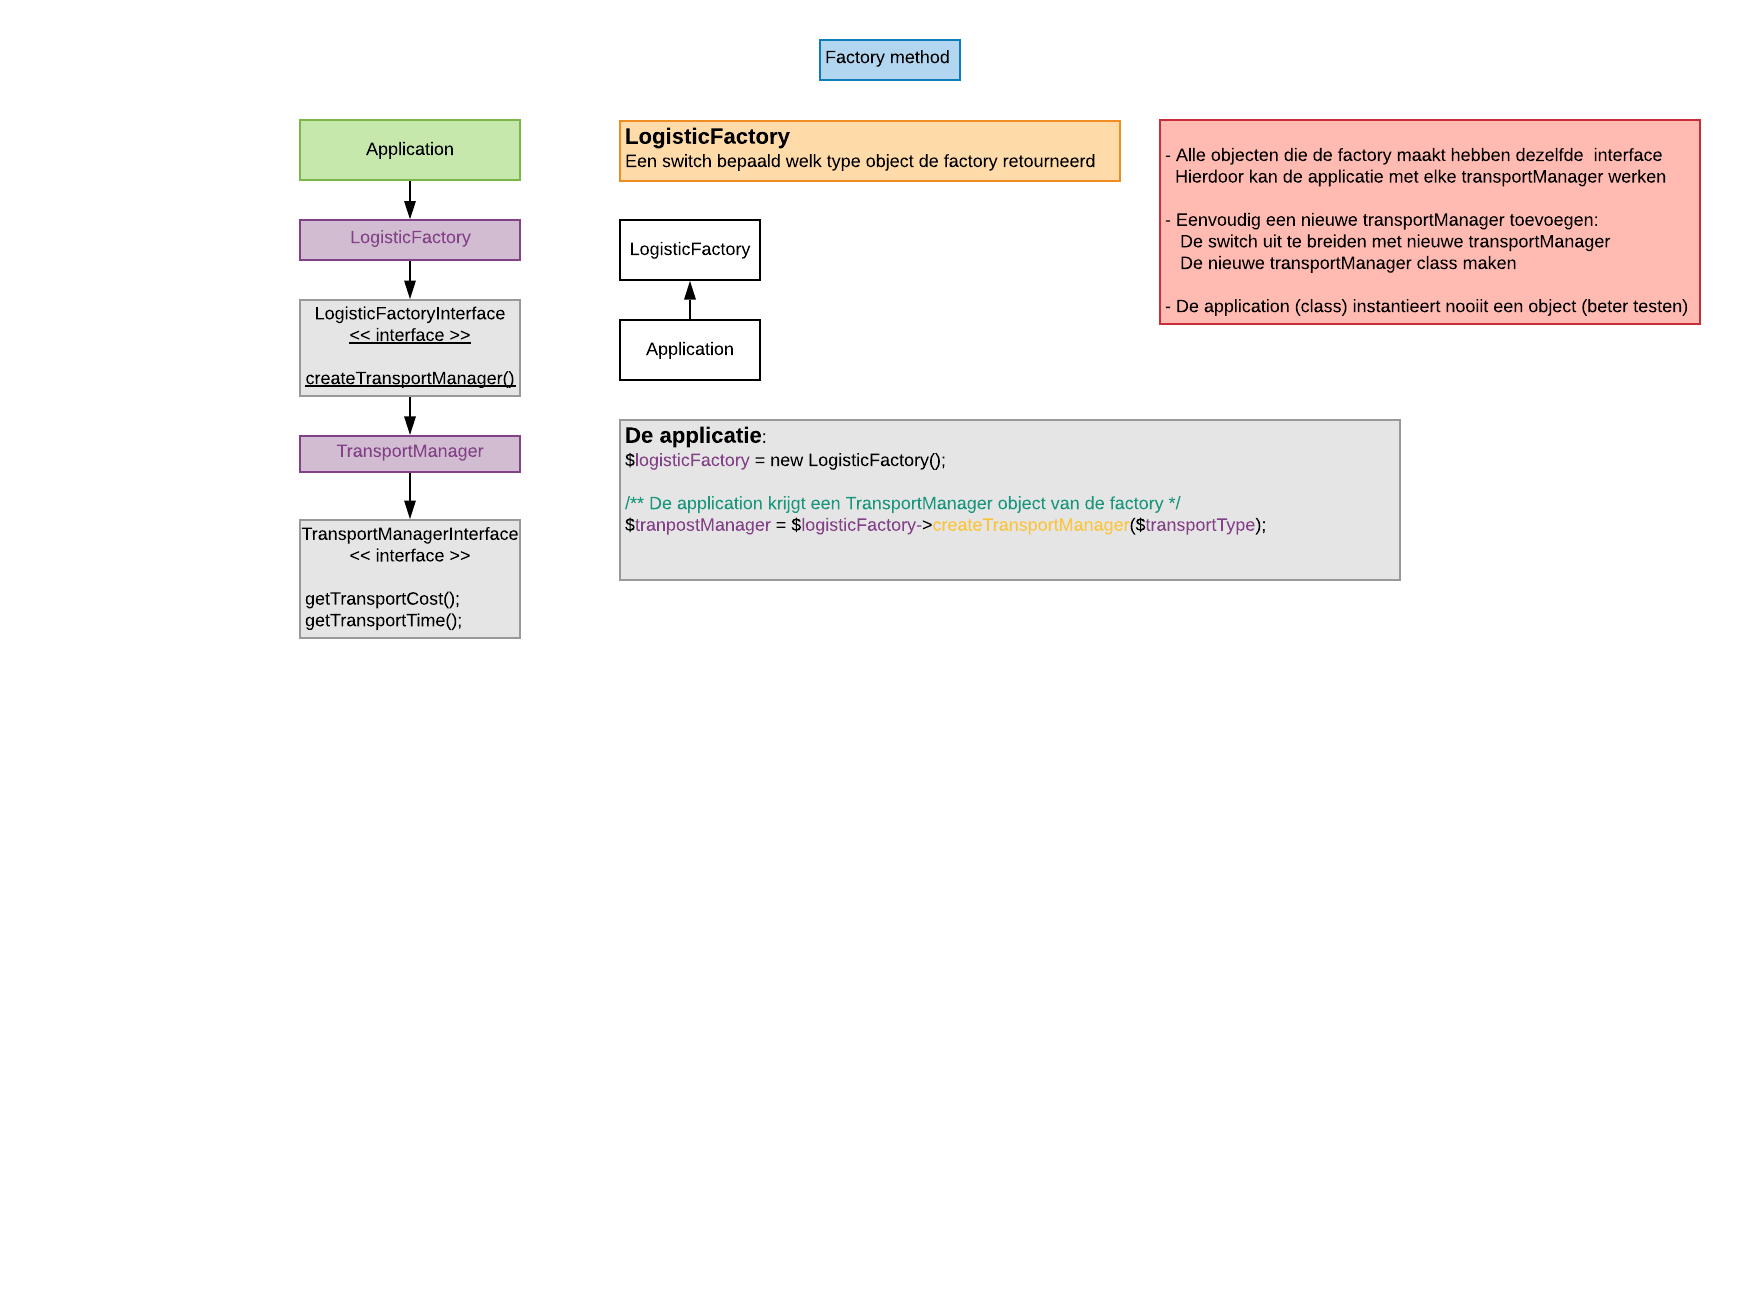 Factory method
Application
LogisticFactory
LogisticFactoryInterface
<< interface >>
createTransportManager()
TransportManager
TransportManagerInterface
<< interface >>
getTransportCost();
getTransportTime();
LogisticFactory
Een switch bepaald welk type object de factory retourneerd
LogisticFactory
Application
De applicatie:
$logisticFactory = new LogisticFactory();
/** De application krijgt een TransportManager object van de factory */
$tranpostManager = $logisticFactory->createTransportManager($transportType);
- Alle objecten die de factory maakt hebben dezelfde  interface
Hierdoor kan de applicatie met elke transportManager werken
- Eenvoudig een nieuwe transportManager toevoegen:
De switch uit te breiden met nieuwe transportManager
De nieuwe transportManager class maken
- De application (class) instantieert nooiit een object (beter testen)